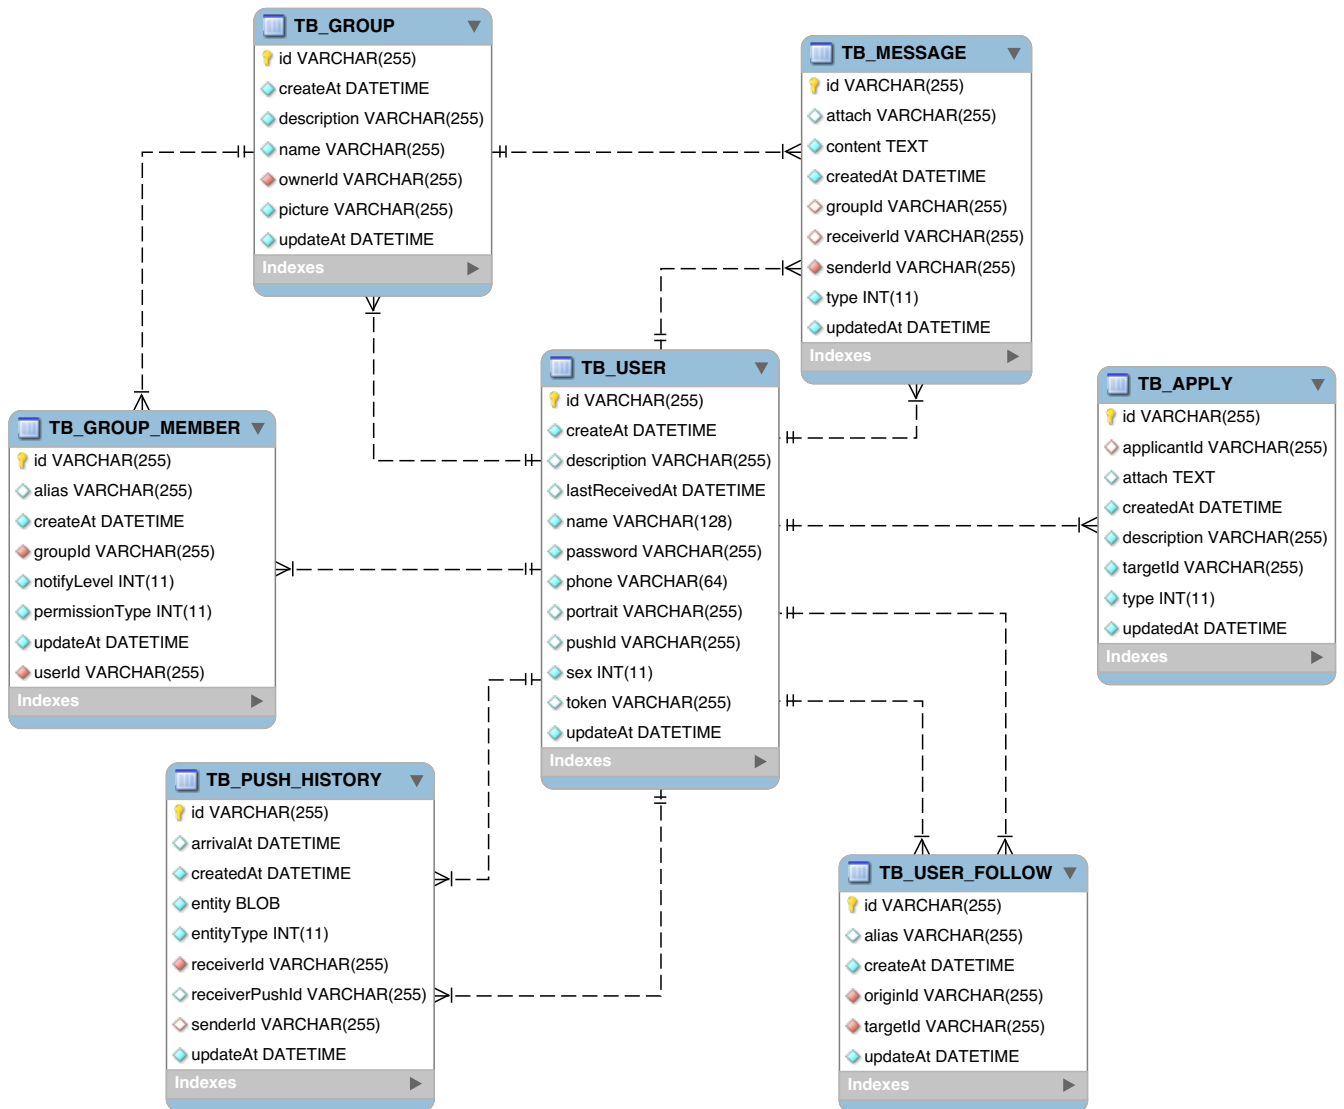 TB_GROUP
id VARCHAR(255)
createAt DATETIME
description VARCHAR(255)
name VARCHAR(255)
ownerId VARCHAR(255)
picture VARCHAR(255)
updateAt DATETIME
Indexes
TB_MESSAGE
id VARCHAR(255)
attach VARCHAR(255)
content TEXT
createdAt DATETIME
groupId VARCHAR(255)
receiverId VARCHAR(255)
senderId VARCHAR(255)
type INT(11)
updatedAt DATETIME
Indexes
TB_USER
id VARCHAR(255)
createAt DATETIME
description VARCHAR(255)
lastReceivedAt DATETIME
name VARCHAR(128)
password VARCHAR(255)
phone VARCHAR(64)
portrait VARCHAR(255)
pushId VARCHAR(255)
sex INT(11)
token VARCHAR(255)
updateAt DATETIME
Indexes
TB_APPLY
id VARCHAR(255)
applicantId VARCHAR(255)
attach TEXT
createdAt DATETIME
description VARCHAR(255)
targetId VARCHAR(255)
type INT(11)
updatedAt DATETIME
Indexes
TB_GROUP_MEMBER
id VARCHAR(255)
alias VARCHAR(255)
createAt DATETIME
groupId VARCHAR(255)
notifyLevel INT(11)
permissionType INT(11)
updateAt DATETIME
userId VARCHAR(255)
Indexes
TB_PUSH_HISTORY
id VARCHAR(255)
arrivalAt DATETIME
createdAt DATETIME
entity BLOB
entityType INT(11)
receiverId VARCHAR(255)
receiverPushId VARCHAR(255)
senderId VARCHAR(255)
updateAt DATETIME
Indexes
TB_USER_FOLLOW
id VARCHAR(255)
alias VARCHAR(255)
createAt DATETIME
originId VARCHAR(255)
targetId VARCHAR(255)
updateAt DATETIME
Indexes